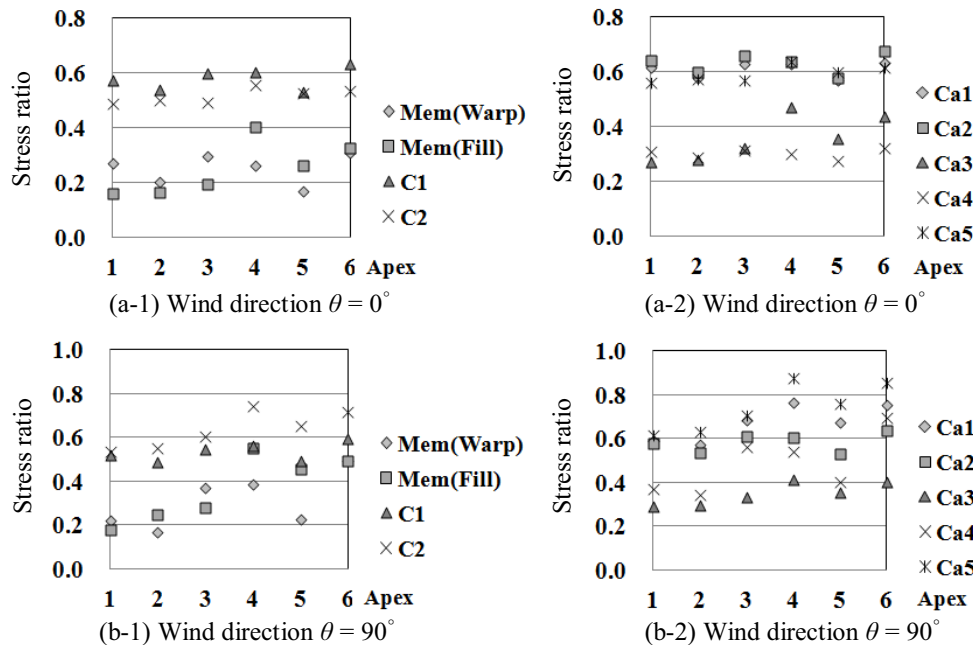 Stress ratio
0.8
0.6
0.4
0.2
0.0
1 2 3 4 5 6 Apex
Mem(Warp)
Mem(Fill)
C1
C2
(a-1) Wind direction θ = 0°
Stress ratio
0.8
0.6
0.4
0.2
0.0
1 2 3 4 5 6 Apex
Ca1
Ca2
Ca3
Ca4
Ca5
(a-2) Wind direction θ = 0°
Stress ratio
1.0
0.8
0.6
0.4
0.2
0.0
1 2 3 4 5 6 Apex
Mem(Warp)
Mem(Fill)
C1
C2
(b-1) Wind direction θ = 90°
Stress ratio
1.0
0.8
0.6
0.4
0.2
0.0
1 2 3 4 5 6 Apex
Ca1
Ca2
Ca3
Ca4
Ca5
(b-2) Wind direction θ = 90°